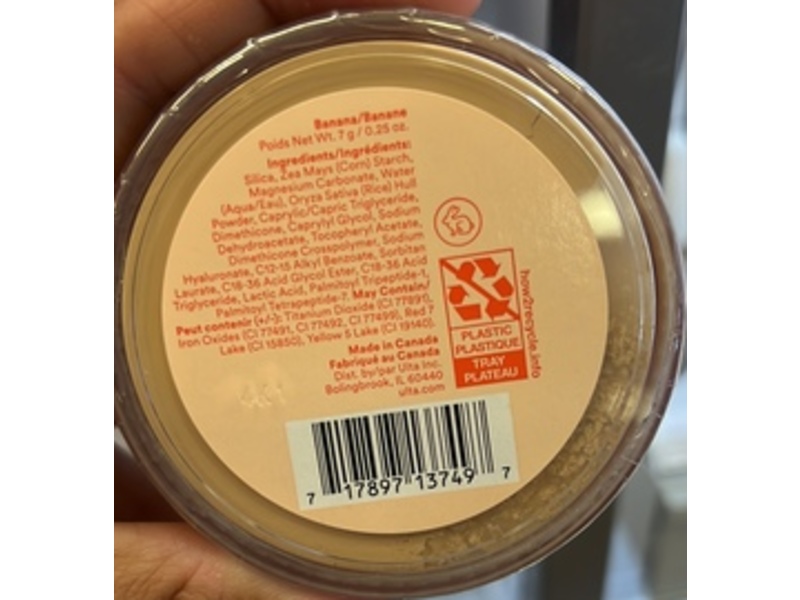 Banana/Banane
Poids Net Wt. 7 g / 0.25 oz.
Ingredients/Ingrédients:
Silica, Zea Mays (Corn) Starch,
Magnesium Carbonate, Water
(Aqua/Eau), Oryza Sativa (Rice) Hull
Powder, Caprylic/Capric Triglyceride,
Dimethicone, Caprylyl Glycol, Sodium
Dehydroacetate, Tocopheryl Acetate,
Dimethicone Crosspolymer, Sodium
Hyaluronate, C12-15 Alkyl Benzoate, Sorbitan
Laurate, C18-36 Acid Glycol Ester, C18-36 Acid
Triglyceride, Lactic Acid, Palmitoyl Tripeptide-1,
Palmitoyl Tetrapeptide-7. May Contain/
Peut contenir (+/-): Titanium Dioxide (CI 77891),
Iron Oxides (CI 77491, CI 77492, CI 77499), Red 7
Lake (CI 15850), Yellow 5 Lake (CI 19140).
Made in Canada
Fabriqué au Canada
Dist. by/par Ulta Inc.
Bolingbrook, IL 60440
ulta.com
how2recycle.info
PLASTIC
PLASTIQUE
TRAY
PLATEAU
7 17897 13749 7